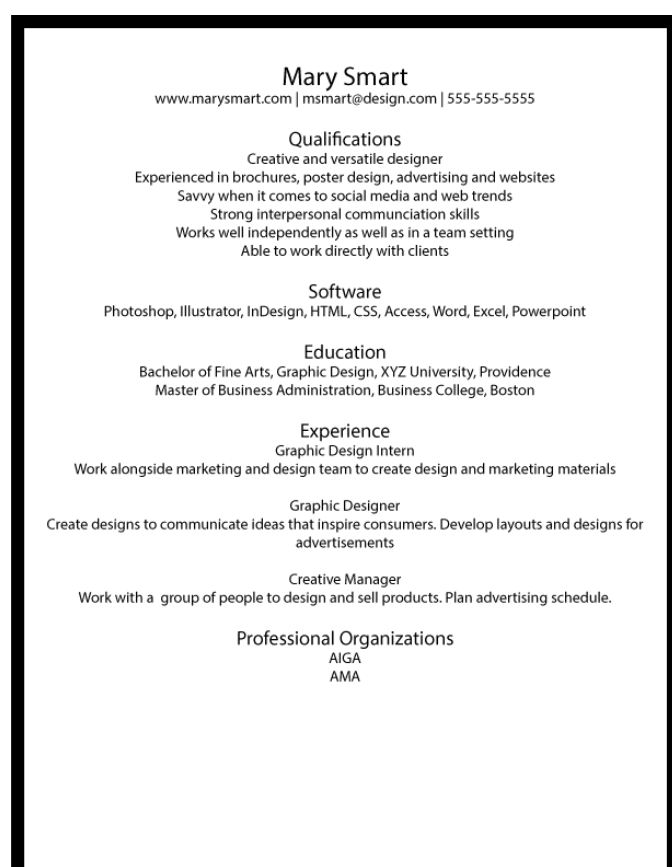 Mary Smart
www.marysmart.com | msmart@design.com | 555-555-5555
Qualifications
Creative and versatile designer
Experienced in brochures, poster design, advertising and websites
Savvy when it comes to social media and web trends
Strong interpersonal communciation skills
Works well independently as well as in a team setting
Able to work directly with clients
Software
Photoshop, Illustrator, InDesign, HTML, CSS, Access, Word, Excel, Powerpoint
Education
Bachelor of Fine Arts, Graphic Design, XYZ University, Providence
Master of Business Administration, Business College, Boston
Experience
Graphic Design Intern
Work alongside marketing and design team to create design and marketing materials
Graphic Designer
Create designs to communicate ideas that inspire consumers. Develop layouts and designs for
advertisements
Creative Manager
Work with a  group of people to design and sell products. Plan advertising schedule.
Professional Organizations
AIGA
AMA